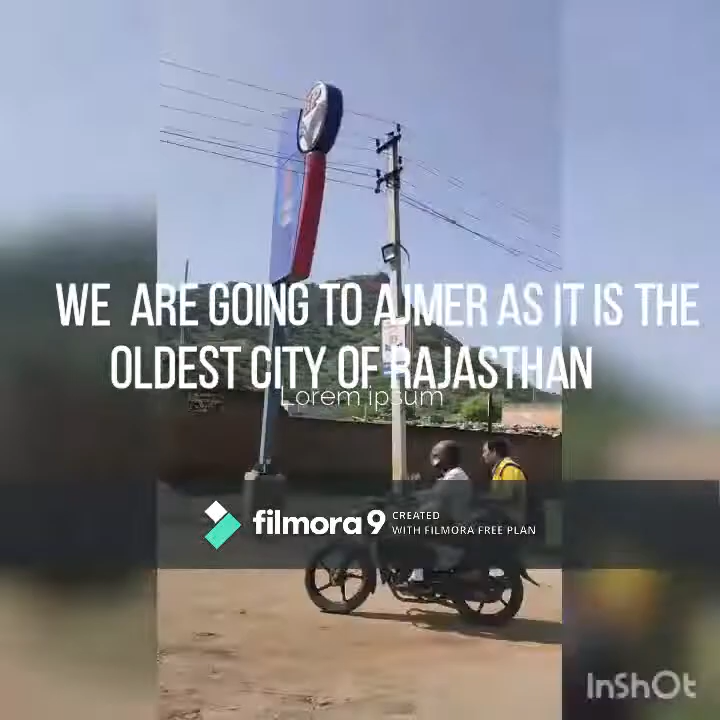 WE ARE GOING TO AJMER AS IT IS THE
OLDEST CITY OF RAJASTHAN
Lorem ipsum
filmora 9 CREATED
WITH FILMORA FREE PLAN
InShOt